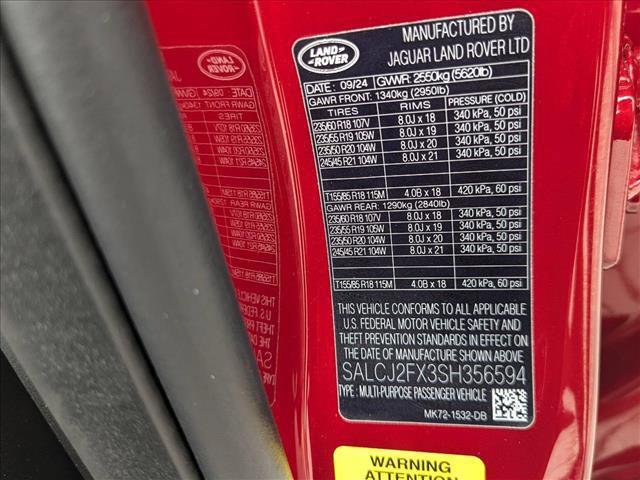 LAND-
ROVER
MANUFACTURED BY
JAGUAR LAND ROVER LTD
DATE : 09/24 GVWR: 2550kg (5620lb)
GAWR FRONT: 1340kg (2950lb)
TIRES RIMS PRESSURE (COLD)
235/60 R18 107V 8.0J x 18 340 kPa, 50 psi
235/55 R19 105W 8.0J x 19 340 kPa, 50 psi
235/50 R20 104W 8.0J x 20 340 kPa, 50 psi
245/45 R21 104W 8.0J x 21 340 kPa, 50 psi
T155/85 R18 115M 4.0B x 18 420 kPa, 60 psi
GAWR REAR: 1290kg (2840lb)
235/60 R18 107V 8.0J x 18 340 kPa, 50 psi
235/55 R19 105W 8.0J x 19 340 kPa, 50 psi
235/50 R20 104W 8.0J x 20 340 kPa, 50 psi
245/45 R21 104W 8.0J x 21 340 kPa, 50 psi
T155/85 R18 115M 4.0B x 18 420 kPa, 60 psi
THIS VEHICLE CONFORMS TO ALL APPLICABLE
U.S. FEDERAL MOTOR VEHICLE SAFETY AND
THEFT PREVENTION STANDARDS IN EFFECT ON
THE DATE OF MANUFACTURE SHOWN ABOVE
SALCJ2FX3SH356594
TYPE : MULTI-PURPOSE PASSENGER VEHICLE
MK72-1532-DB
WARNING
ATTENTION